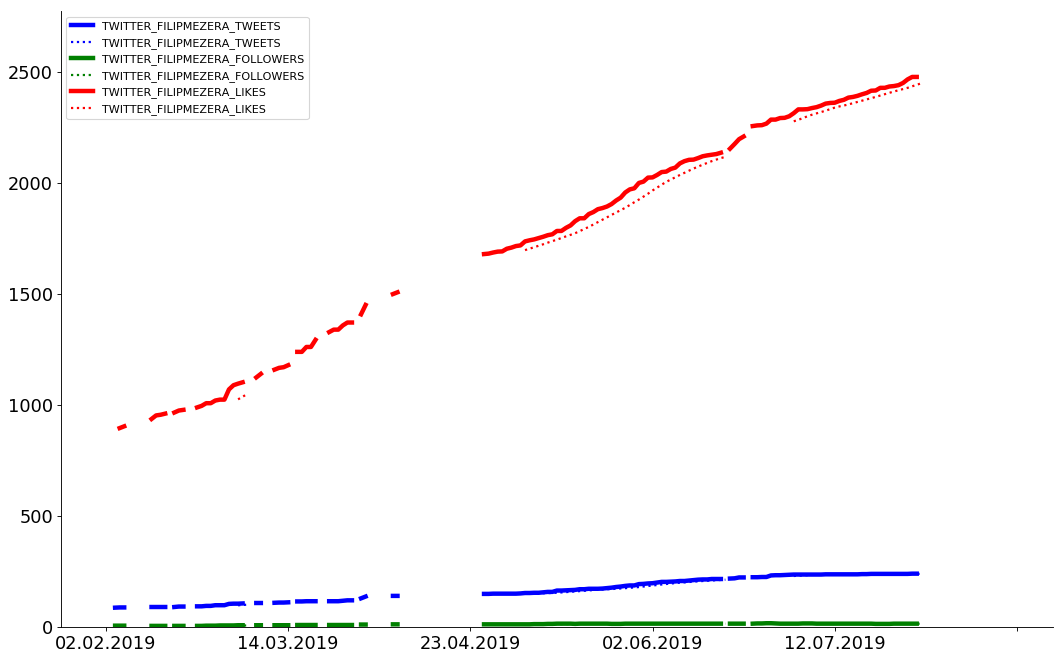 TWITTER_FILIPMEZERA_TWEETS
TWITTER_FILIPMEZERA_TWEETS
TWITTER_FILIPMEZERA_FOLLOWERS
TWITTER_FILIPMEZERA_FOLLOWERS
TWITTER_FILIPMEZERA_LIKES
TWITTER_FILIPMEZERA_LIKES
2500
2000
1500
1000
500
0
02.02.2019 14.03.2019 23.04.2019 02.06.2019 12.07.2019